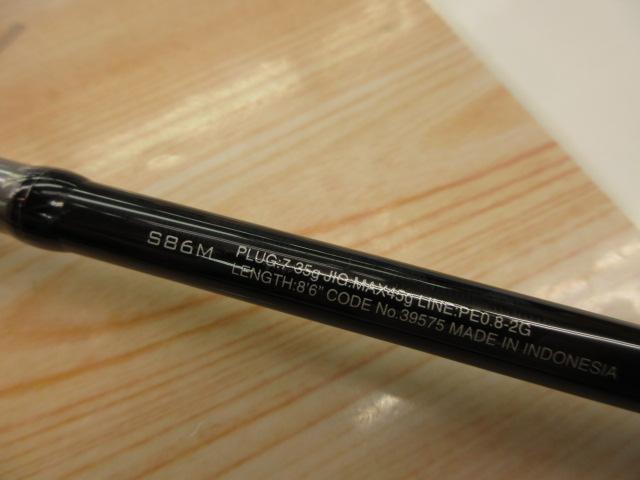 S86M PLUG:7-35g JIG:MAX45g LINE:PE0.8-2G
LENGTH:8'6" CODE No.39575 MADE IN INDONESIA